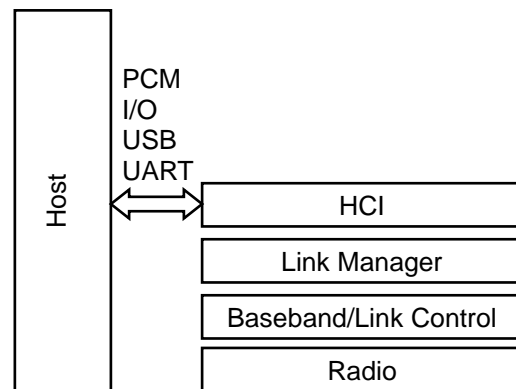 Host
PCM
I/O
USB
UART
HCI
Link Manager
Baseband/Link Control
Radio